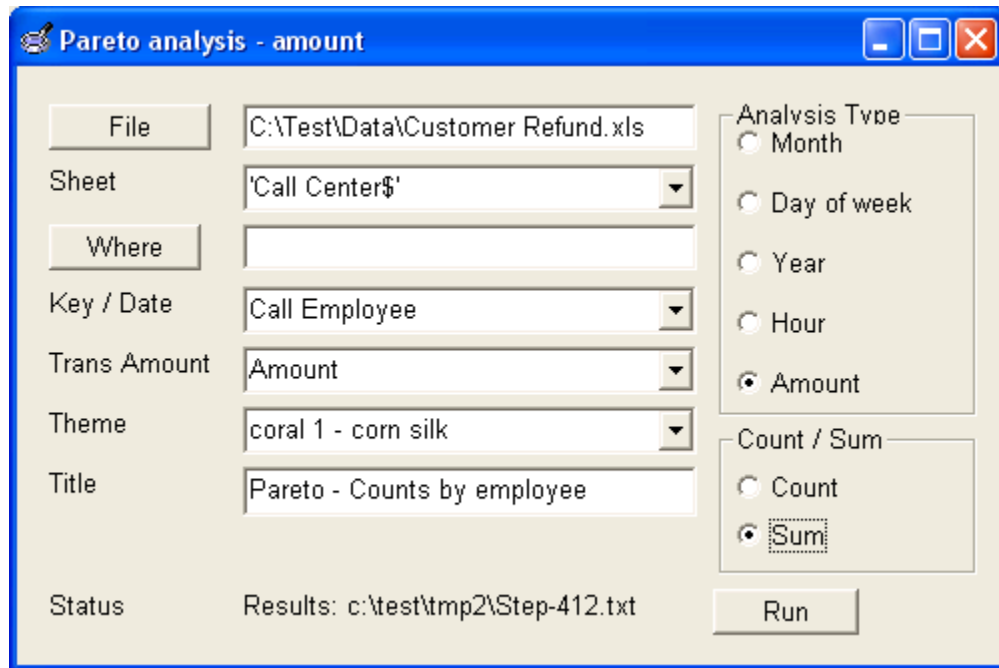 Pareto analysis - amount
File C:\Test\Data\Customer Refund.xls
Sheet 'Call Center$'
Where
Key / Date Call Employee
Trans Amount Amount
Theme coral 1 - corn silk
Title Pareto - Counts by employee
Status Results: c:\test\tmp2\Step-412.txt
Analysis Type
Month
Day of week
Year
Hour
Amount
Count / Sum
Count
Sum
Run